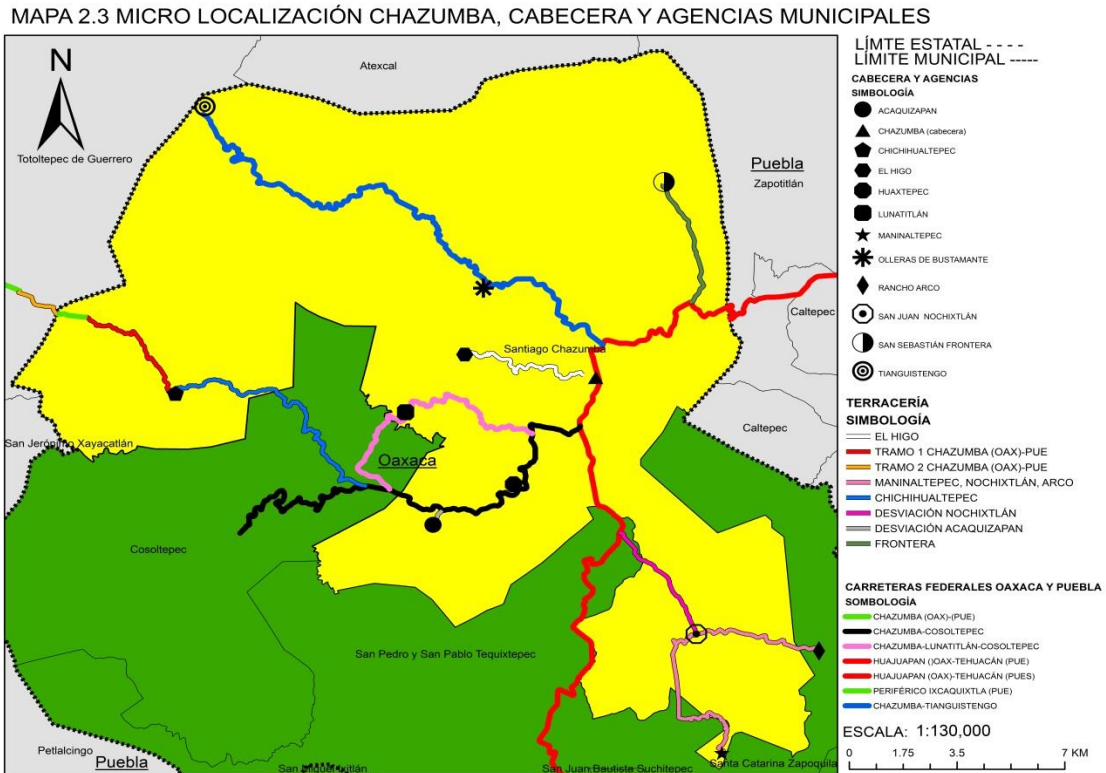 MAPA 2.3 MICRO LOCALIZACIÓN CHAZUMBA, CABECERA Y AGENCIAS MUNICIPALES
N
Atexcal
Totoltepec de Guerrero
Puebla
Zapotitlán
Caltepec
Santiago Chazumba
Caltepec
San Jerónimo Xayacatlán
Oaxaca
Cosoltepec
San Pedro y San Pablo Tequixtepec
Petlalcingo
Puebla
San Miguel Ixitlán
San Juan Bautista Suchitepec
Santa Catarina Zapoquila
LÍMTE ESTATAL - - - -
LÍMITE MUNICIPAL -----
CABECERA Y AGENCIAS
SIMBOLOGÍA
ACAQUIZAPAN
CHAZUMBA (cabecera)
CHICHIHUALTEPEC
EL HIGO
HUAXTEPEC
LUNATITLÁN
MANINALTEPEC
OLLERAS DE BUSTAMANTE
RANCHO ARCO
SAN JUAN NOCHIXTLÁN
SAN SEBASTIÁN FRONTERA
TIANGUISTENGO
TERRACERÍA
SIMBOLOGÍA
EL HIGO
TRAMO 1 CHAZUMBA (OAX)-PUE
TRAMO 2 CHAZUMBA (OAX)-PUE
MANINALTEPEC, NOCHIXTLÁN, ARCO
CHICHIHUALTEPEC
DESVIACIÓN NOCHIXTLÁN
DESVIACIÓN ACAQUIZAPAN
FRONTERA
CARRETERAS FEDERALES OAXACA Y PUEBLA
SOMBOLOGÍA
CHAZUMBA (OAX)-(PUE)
CHAZUMBA-COSOLTEPEC
CHAZUMBA-LUNATITLÁN-COSOLTEPEC
HUAJUAPAN ()OAX-TEHUACÁN (PUE)
HUAJUAPAN (OAX)-TEHUACÁN (PUES)
PERIFÉRICO IXCAQUIXTLA (PUE)
CHAZUMBA-TIANGUISTENGO
ESCALA: 1:130,000
0 1.75 3.5 7 KM